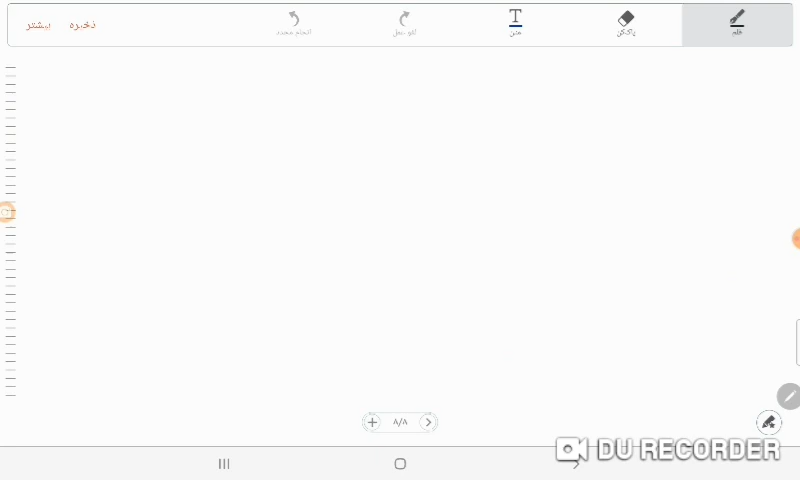 قلم
پاک‌کن
متن
لغو عمل
انجام مجدد
ذخیره
بیشتر
۸/۸
DU RECORDER